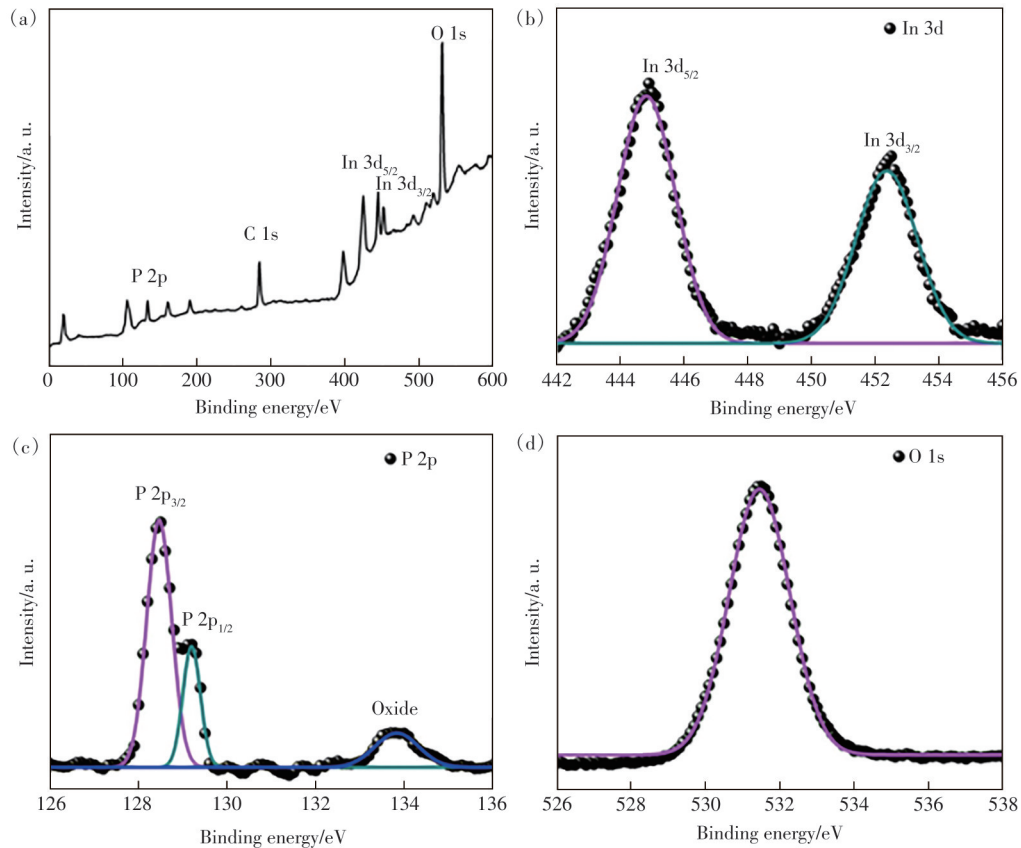 (a)
O 1s
In 3d5/2
In 3d3/2
C 1s
P 2p
Intensity/a. u.
0 100 200 300 400 500 600
Binding energy/eV
(b)
In 3d
In 3d5/2
In 3d3/2
Intensity/a. u.
442 444 446 448 450 452 454 456
Binding energy/eV
(c)
P 2p
P 2p3/2
P 2p1/2
Oxide
Intensity/a. u.
126 128 130 132 134 136
Binding energy/eV
(d)
O 1s
Intensity/a. u.
526 528 530 532 534 536 538
Binding energy/eV